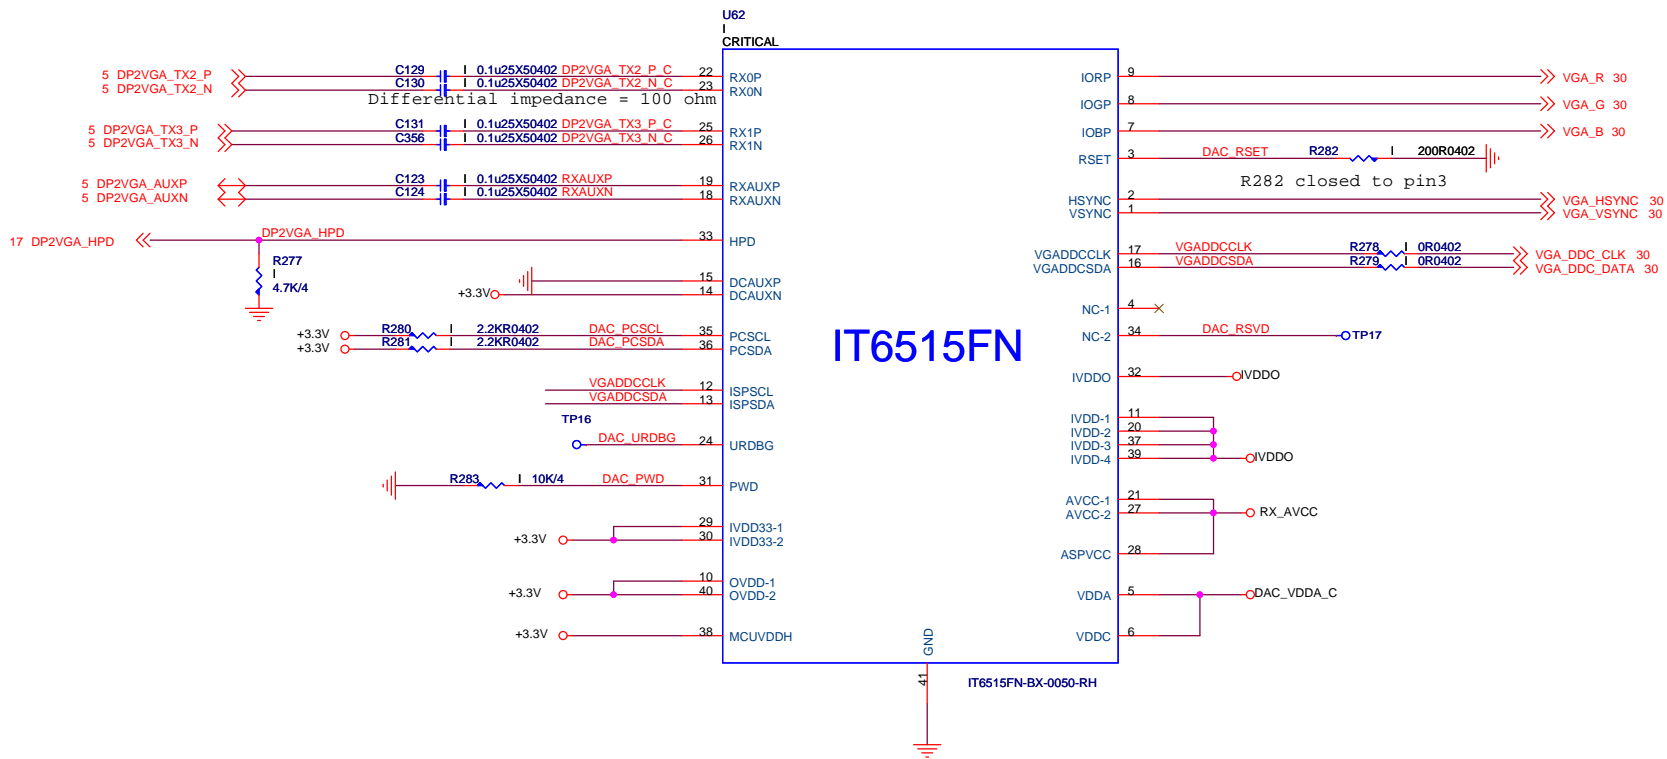 U62
I
CRITICAL
5 DP2VGA_TX2_P C129 I 0.1u25X50402 DP2VGA_TX2_P_C 22 RX0P
5 DP2VGA_TX2_N C130 I 0.1u25X50402 DP2VGA_TX2_N_C 23 RX0N
Differential impedance = 100 ohm
5 DP2VGA_TX3_P C131 I 0.1u25X50402 DP2VGA_TX3_P_C 25 RX1P
5 DP2VGA_TX3_N C356 I 0.1u25X50402 DP2VGA_TX3_N_C 26 RX1N
5 DP2VGA_AUXP C123 I 0.1u25X50402 RXAUXP 19 RXAUXP
5 DP2VGA_AUXN C124 I 0.1u25X50402 RXAUXN 18 RXAUXN
17 DP2VGA_HPD DP2VGA_HPD 33 HPD
R277
I
4.7K/4
15 DCAUXP
+3.3V 14 DCAUXN
+3.3V R280 I 2.2KR0402 DAC_PCSCL 35 PCSCL
+3.3V R281 I 2.2KR0402 DAC_PCSDA 36 PCSDA
VGADDCCLK 12 ISPSCL
VGADDCSDA 13 ISPSDA
TP16
DAC_URDBG 24 URDBG
R283 I 10K/4 DAC_PWD 31 PWD
29 IVDD33-1
+3.3V 30 IVDD33-2
10 OVDD-1
+3.3V 40 OVDD-2
+3.3V 38 MCUVDDH
IT6515FN
IORP 9 VGA_R 30
IOGP 8 VGA_G 30
IOBP 7 VGA_B 30
RSET 3 DAC_RSET R282 I 200R0402
R282 closed to pin3
HSYNC 2 VGA_HSYNC 30
VSYNC 1 VGA_VSYNC 30
VGADDCCLK 17 VGADDCCLK R278 I 0R0402 VGA_DDC_CLK 30
VGADDCSDA 16 VGADDCSDA R279 I 0R0402 VGA_DDC_DATA 30
NC-1 4
NC-2 34 DAC_RSVD TP17
IVDDO 32 IVDDO
IVDD-1 11
IVDD-2 20
IVDD-3 37
IVDD-4 39 IVDDO
AVCC-1 21
AVCC-2 27 RX_AVCC
ASPVCC 28
VDDA 5 DAC_VDDA_C
VDDC 6
GND
41
IT6515FN-BX-0050-RH